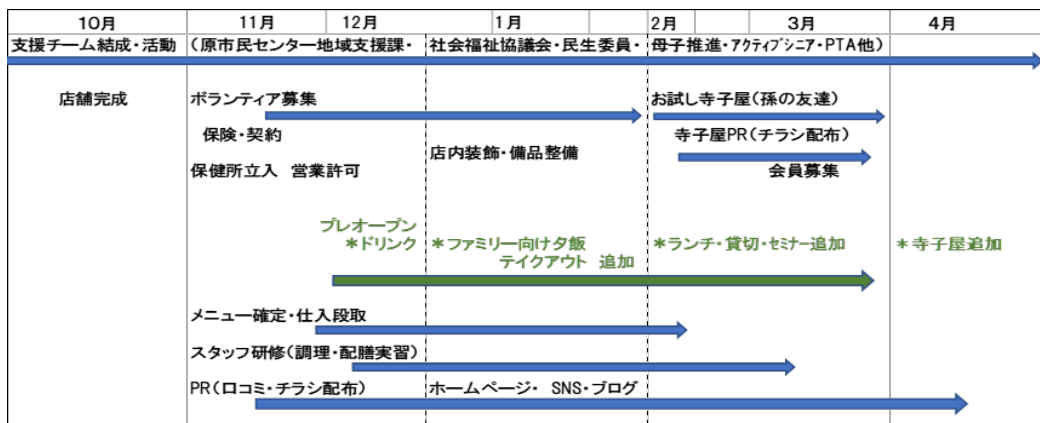 10月 11月 12月 1月 2月 3月 4月
支援チーム結成・活動 (原市民センター地域支援課・ 社会福祉協議会・民生委員・ 母子推進・アクティブシニア・PTA他)
店舗完成 ボランティア募集 お試し寺子屋(孫の友達)
保険・契約 寺子屋PR(チラシ配布)
店内装飾・備品整備
保健所立入 営業許可 会員募集
プレオープン
*ドリンク *ファミリー向け夕飯 *ランチ・貸切・セミナー追加 *寺子屋追加
テイクアウト 追加
メニュー確定・仕入段取
スタッフ研修(調理・配膳実習)
PR(口コミ・チラシ配布) ホームページ・ SNS・ブログ